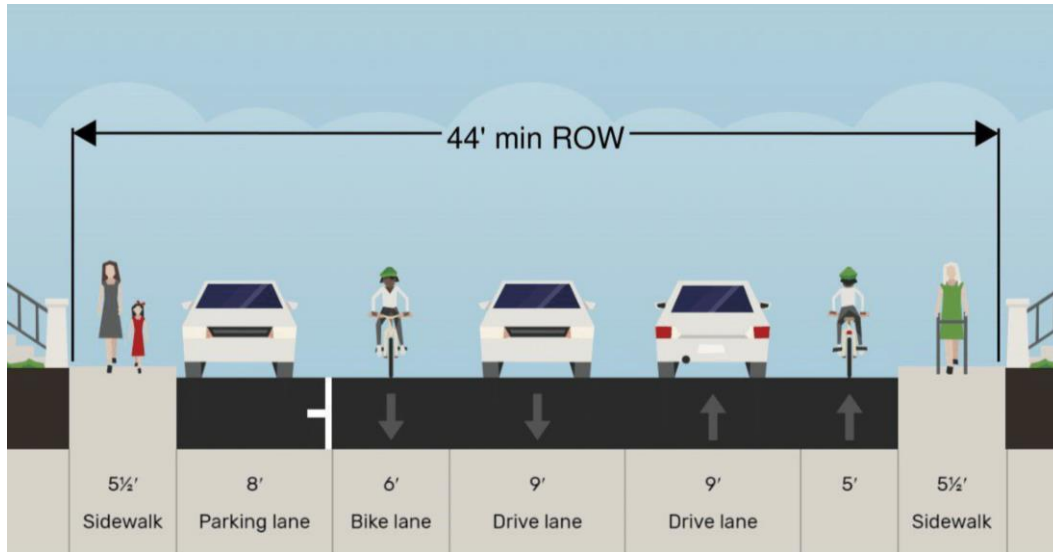 44' min ROW
5½′ 8′ 6′ 9′ 9′ 5′ 5½′
Sidewalk Parking lane Bike lane Drive lane Drive lane Sidewalk